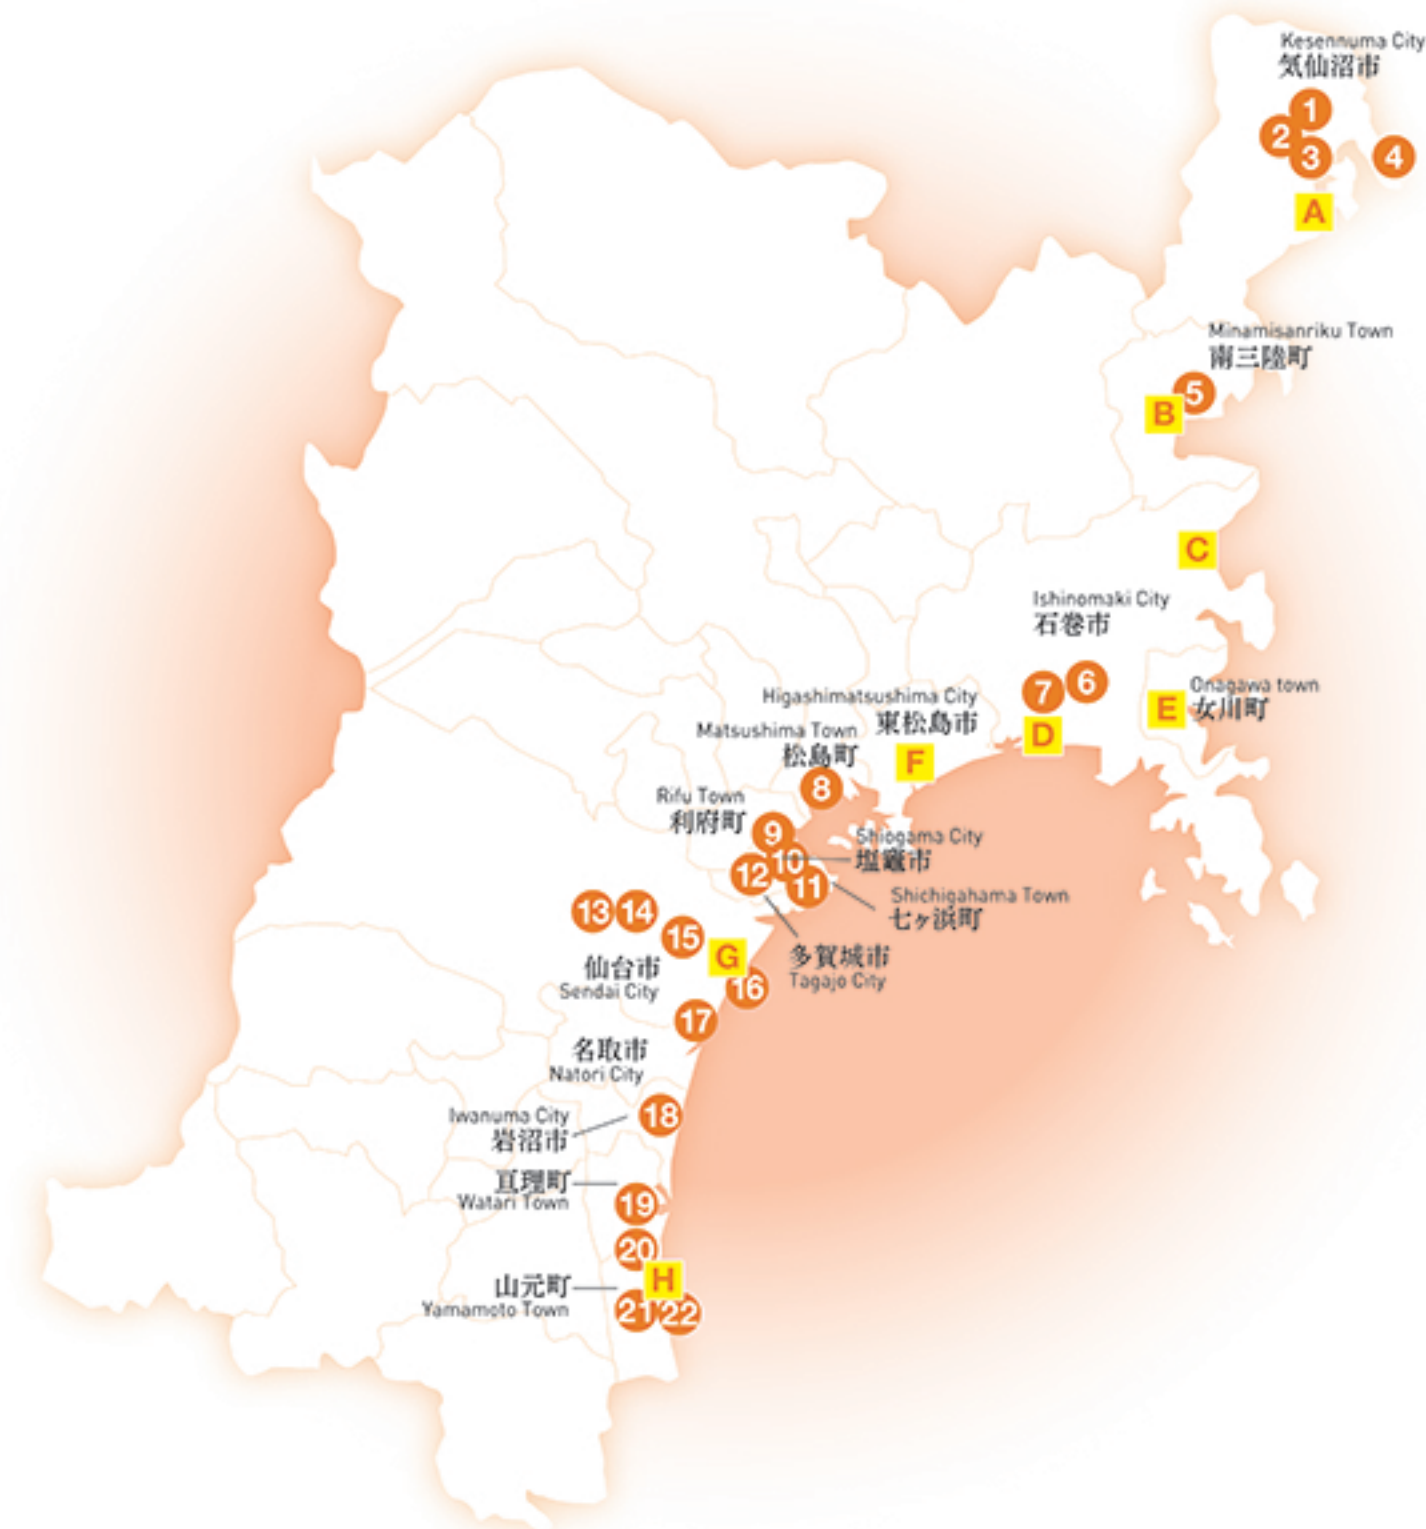 Kesennuma City
気仙沼市
1
2
3
4
A
Minamisanriku Town
南三陸町
5
B
C
Ishinomaki City
石巻市
7
6
D
Onagawa town
E
女川町
Higashimatsushima City
東松島市
F
Matsushima Town
松島町
8
Rifu Town
利府町
9
Shiogama City
塩竈市
10
12
11
Shichigahama Town
七ヶ浜町
多賀城市
Tagajo City
13
14
15
G
仙台市
Sendai City
16
17
名取市
Natori City
Iwanuma City
岩沼市
18
亘理町
Watari Town
19
20
山元町
Yamamoto Town
H
21
22